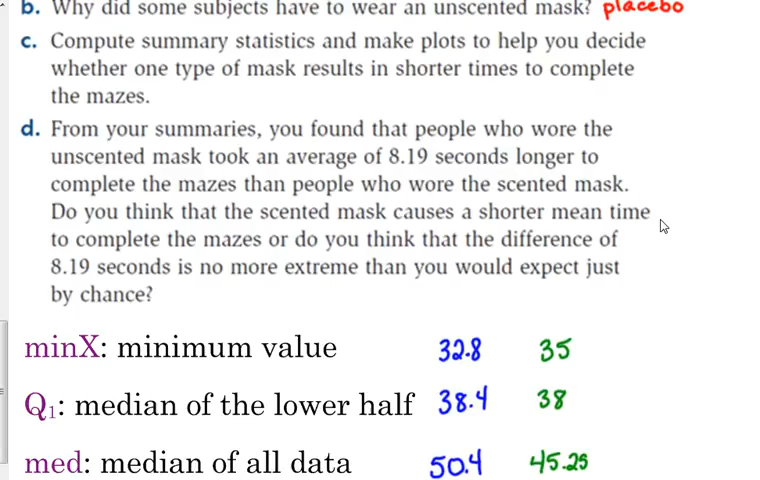 b. Why did some subjects have to wear an unscented mask? placebo
c. Compute summary statistics and make plots to help you decide
whether one type of mask results in shorter times to complete
the mazes.
d. From your summaries, you found that people who wore the
unscented mask took an average of 8.19 seconds longer to
complete the mazes than people who wore the scented mask.
Do you think that the scented mask causes a shorter mean time
to complete the mazes or do you think that the difference of
8.19 seconds is no more extreme than you would expect just
by chance?
minX: minimum value 32.8 35
Q₁: median of the lower half 38.4 38
med: median of all data 50.4 45.25